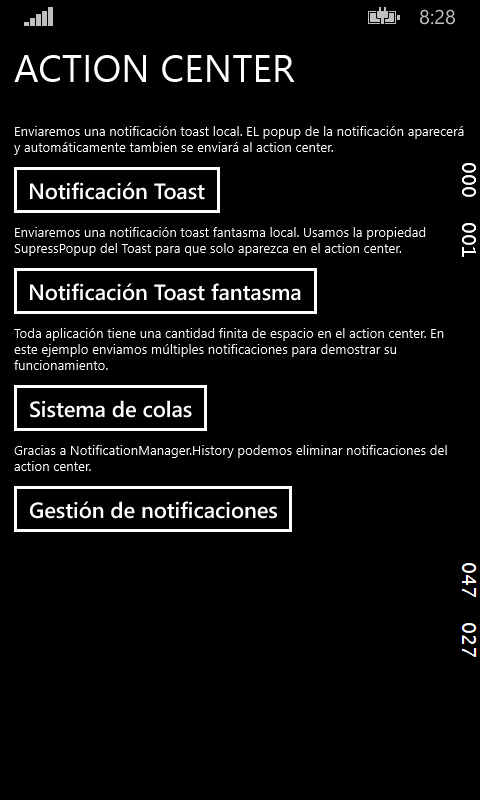 8:28
ACTION CENTER
Enviaremos una notificación toast local. EL popup de la notificación aparecerá
y automáticamente tambien se enviará al action center.
Notificación Toast
Enviaremos una notificación toast fantasma local. Usamos la propiedad
SupressPopup del Toast para que solo aparezca en el action center.
Notificación Toast fantasma
Toda aplicación tiene una cantidad finita de espacio en el action center. En
este ejemplo enviamos múltiples notificaciones para demostrar su
funcionamiento.
Sistema de colas
Gracias a NotificationManager.History podemos eliminar notificaciones del
action center.
Gestión de notificaciones
000
001
047
027